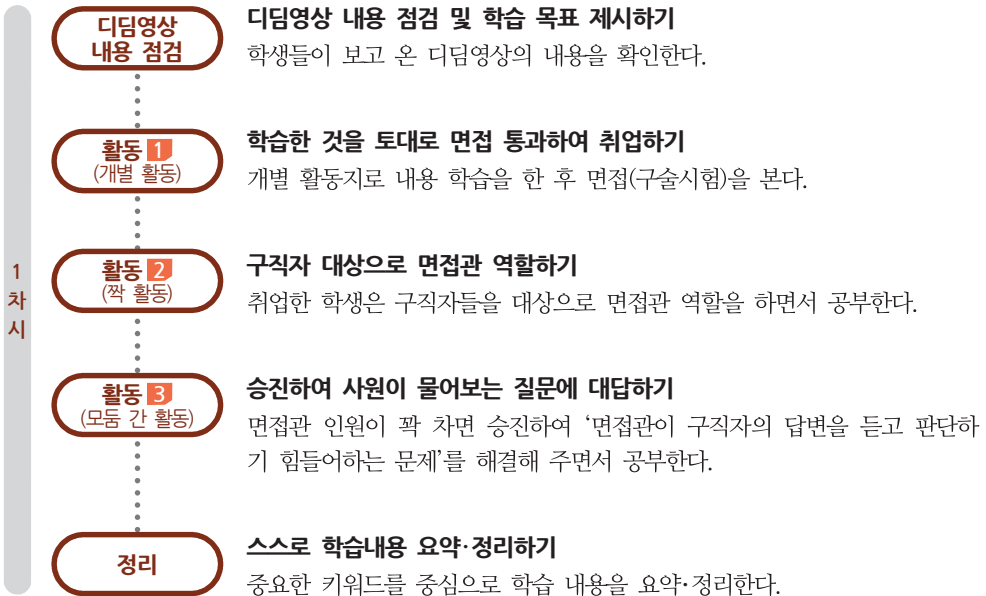 1
차
시
디딤영상
내용 점검
디딤영상 내용 점검 및 학습 목표 제시하기
학생들이 보고 온 디딤영상의 내용을 확인한다.
활동 1
(개별 활동)
학습한 것을 토대로 면접 통과하여 취업하기
개별 활동지로 내용 학습을 한 후 면접(구술시험)을 본다.
활동 2
(짝 활동)
구직자 대상으로 면접관 역할하기
취업한 학생은 구직자들을 대상으로 면접관 역할을 하면서 공부한다.
활동 3
(모둠 간 활동)
승진하여 사원이 물어보는 질문에 대답하기
면접관 인원이 꽉 차면 승진하여 ‘면접관이 구직자의 답변을 듣고 판단하
기 힘들어하는 문제’를 해결해 주면서 공부한다.
정리
스스로 학습내용 요약·정리하기
중요한 키워드를 중심으로 학습 내용을 요약·정리한다.